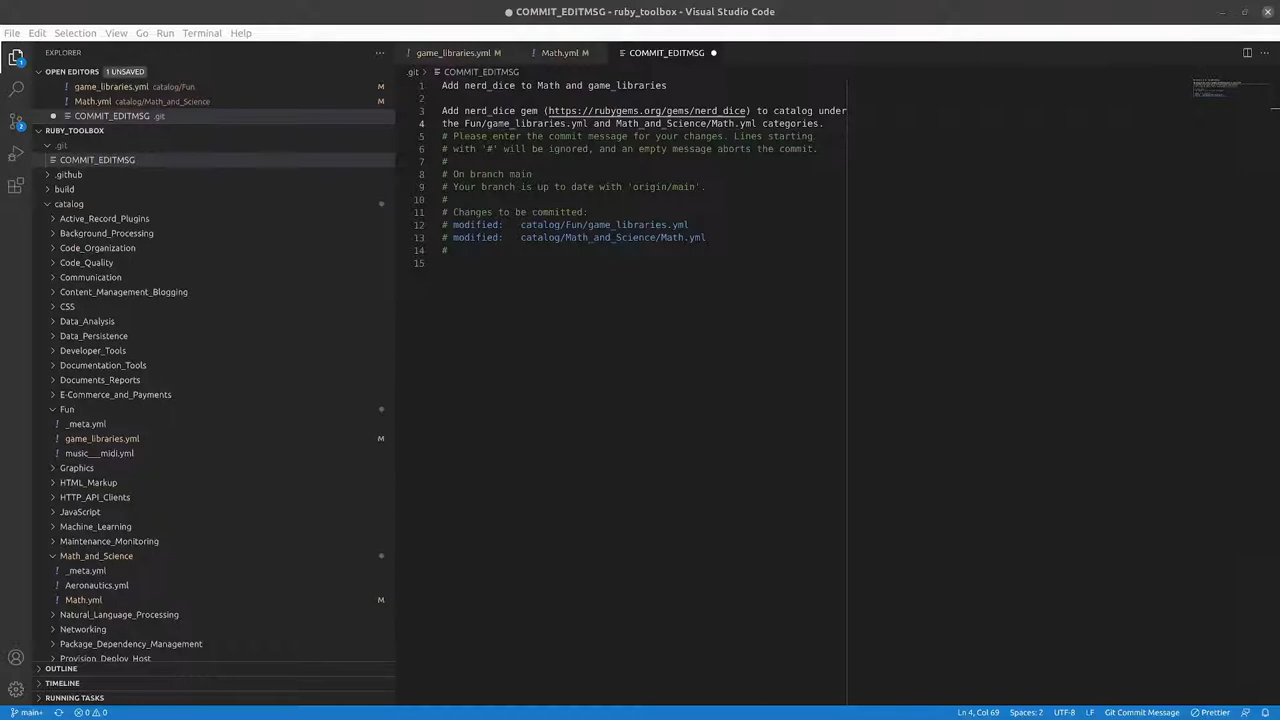 COMMIT_EDITMSG - ruby_toolbox - Visual Studio Code
File Edit Selection View Go Run Terminal Help
EXPLORER
OPEN EDITORS 1 UNSAVED
game_libraries.yml catalog/Fun M
Math.yml catalog/Math_and_Science M
COMMIT_EDITMSG .git
RUBY_TOOLBOX
.git
COMMIT_EDITMSG
.github
build
catalog
Active_Record_Plugins
Background_Processing
Code_Organization
Code_Quality
Communication
Content_Management_Blogging
CSS
Data_Analysis
Data_Persistence
Developer_Tools
Documentation_Tools
Documents_Reports
E-Commerce_and_Payments
Fun
_meta.yml
game_libraries.yml M
music__midi.yml
Graphics
HTML_Markup
HTTP_API_Clients
JavaScript
Machine_Learning
Maintenance_Monitoring
Math_and_Science
_meta.yml
Aeronautics.yml
Math.yml M
Natural_Language_Processing
Networking
Package_Dependency_Management
Provision_Deploy_Host
OUTLINE
TIMELINE
RUNNING TASKS
1
2
game_libraries.yml M Math.yml M COMMIT_EDITMSG
.git COMMIT_EDITMSG
1 Add nerd_dice to Math and game_libraries
2
3 Add nerd_dice gem (https://rubygems.org/gems/nerd_dice) to catalog under
4 the Fun/game_libraries.yml and Math_and_Science/Math.yml categories.
5 # Please enter the commit message for your changes. Lines starting
6 # with '#' will be ignored, and an empty message aborts the commit.
7 #
8 # On branch main
9 # Your branch is up to date with 'origin/main'.
10 #
11 # Changes to be committed:
12 # modified: catalog/Fun/game_libraries.yml
13 # modified: catalog/Math_and_Science/Math.yml
14 #
15
main+ 0 0 Ln 4, Col 69 Spaces: 2 UTF-8 LF Git Commit Message Prettier